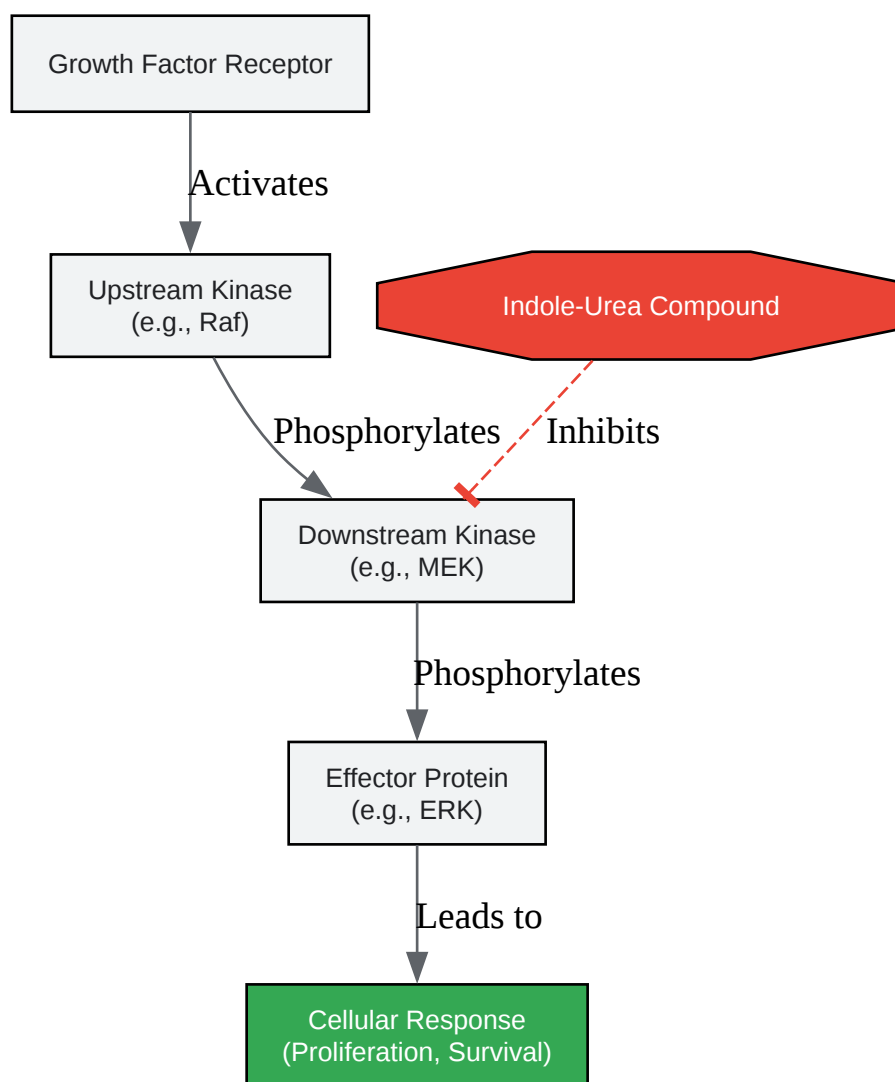 Growth Factor Receptor
Activates
Upstream Kinase
(e.g., Raf)
Indole-Urea Compound
Phosphorylates
Inhibits
Downstream Kinase
(e.g., MEK)
Phosphorylates
Effector Protein
(e.g., ERK)
Leads to
Cellular Response
(Proliferation, Survival)